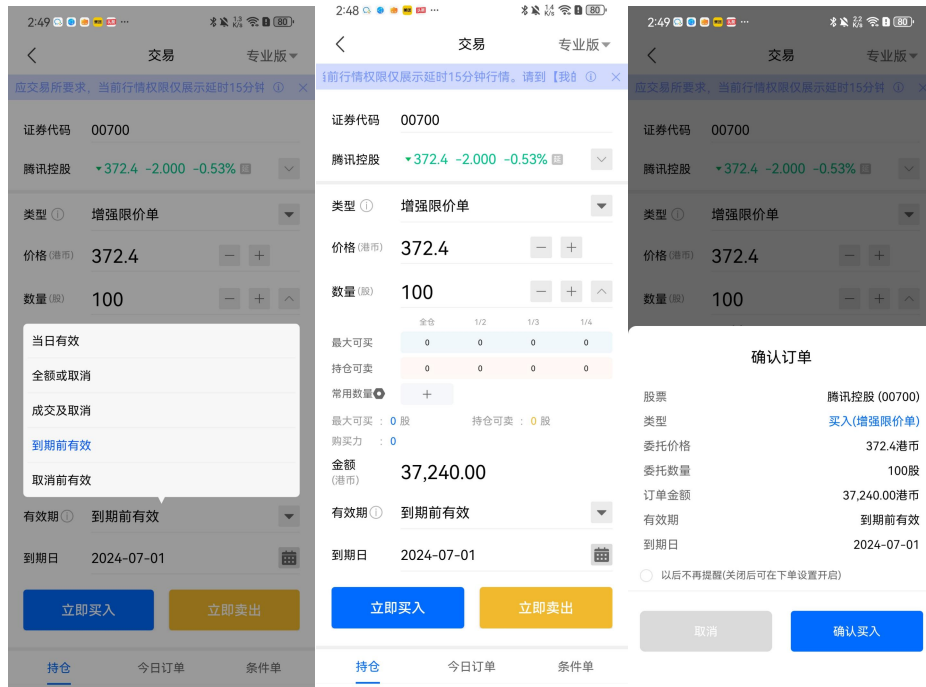 2:49
80
交易
专业版
应交易所要求，当前行情权限仅展示延时15分钟
证券代码 00700
腾讯控股 372.4 -2.000 -0.53%
类型 增强限价单
价格(港币) 372.4
数量(股) 100
当日有效
全额或取消
成交及取消
到期前有效
取消前有效
有效期 到期前有效
到期日 2024-07-01
立即买入 立即卖出
持仓 今日订单 条件单
2:48
80
交易
专业版
前行情权限仅展示延时15分钟行情。请到【我的
证券代码 00700
腾讯控股 372.4 -2.000 -0.53%
类型 增强限价单
价格(港币) 372.4
数量(股) 100
全仓 1/2 1/3 1/4
最大可买 0 0 0 0
持仓可卖 0 0 0 0
常用数量 +
最大可买 : 0 股 持仓可卖 : 0 股
购买力 : 0
金额
(港币)
37,240.00
有效期 到期前有效
到期日 2024-07-01
立即买入 立即卖出
持仓 今日订单 条件单
2:49
80
交易
专业版
应交易所要求，当前行情权限仅展示延时15分钟
证券代码 00700
腾讯控股 372.4 -2.000 -0.53%
类型 增强限价单
价格(港币) 372.4
数量(股) 100
确认订单
股票 腾讯控股 (00700)
类型 买入(增强限价单)
委托价格 372.4港币
委托数量 100股
订单金额 37,240.00港币
有效期 到期前有效
到期日 2024-07-01
以后不再提醒(关闭后可在下单设置开启)
取消 确认买入